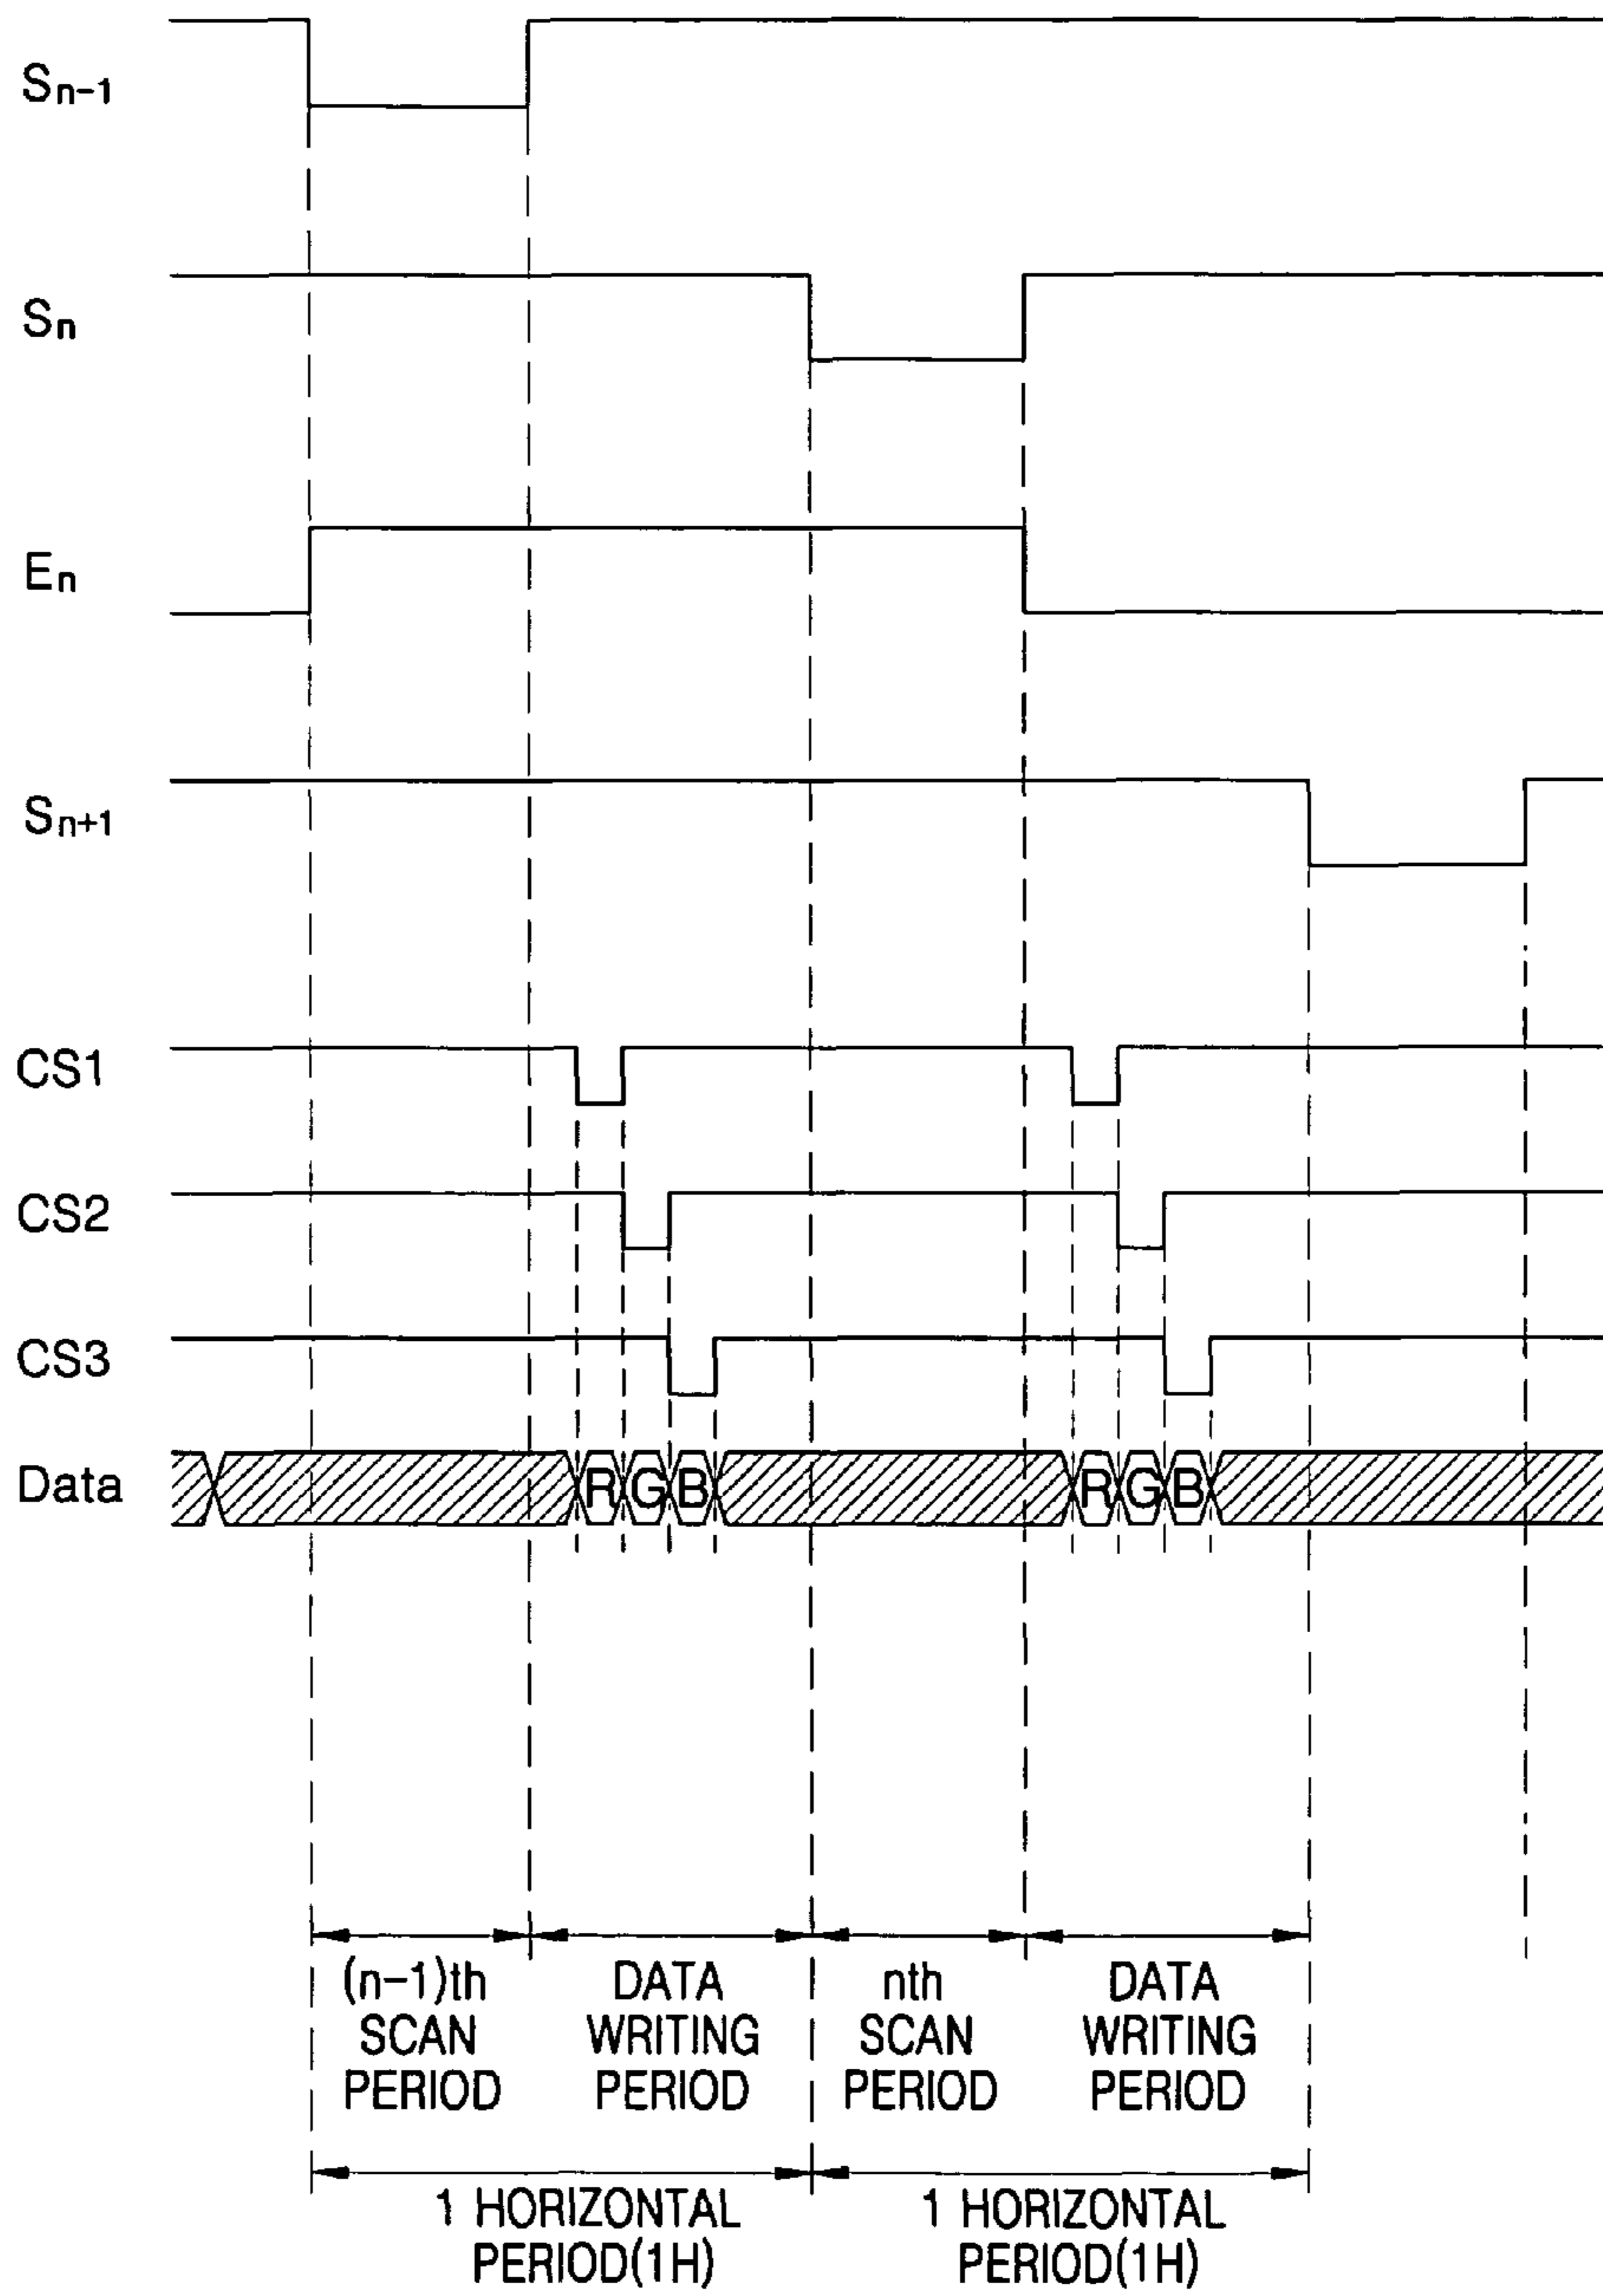 Sn-1
Sn
En
Sn+1
CS1
CS2
CS3
Data R G B R G B
(n-1)th SCAN PERIOD
DATA WRITING PERIOD
nth SCAN PERIOD
DATA WRITING PERIOD
1 HORIZONTAL PERIOD(1H)
1 HORIZONTAL PERIOD(1H)